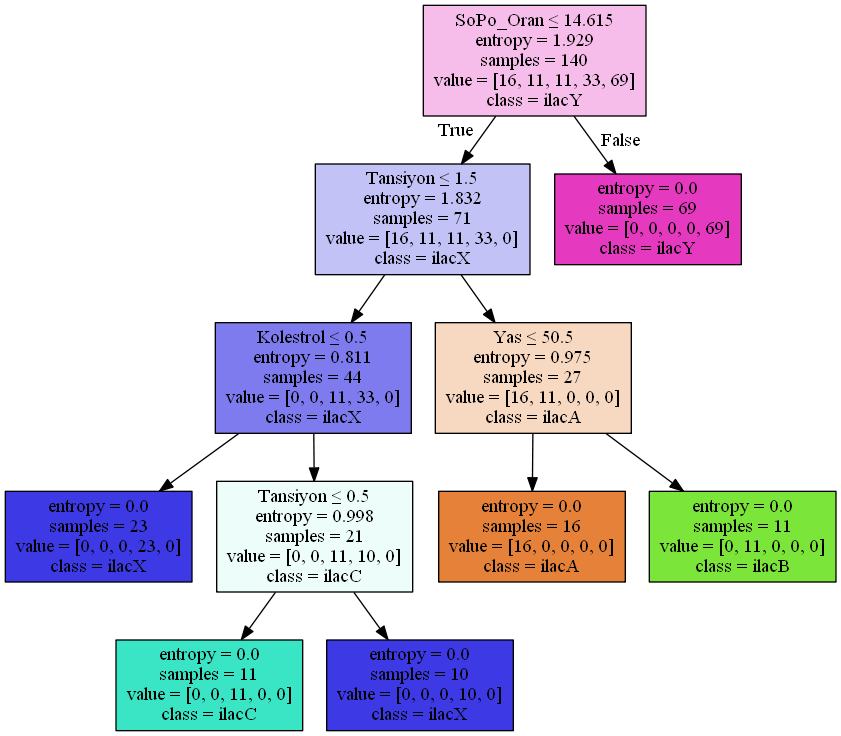 SoPo_Oran ≤ 14.615
entropy = 1.929
samples = 140
value = [16, 11, 11, 33, 69]
class = ilacY
True
False
Tansiyon ≤ 1.5
entropy = 1.832
samples = 71
value = [16, 11, 11, 33, 0]
class = ilacX
entropy = 0.0
samples = 69
value = [0, 0, 0, 0, 69]
class = ilacY
Kolestrol ≤ 0.5
entropy = 0.811
samples = 44
value = [0, 0, 11, 33, 0]
class = ilacX
Yas ≤ 50.5
entropy = 0.975
samples = 27
value = [16, 11, 0, 0, 0]
class = ilacA
entropy = 0.0
samples = 23
value = [0, 0, 0, 23, 0]
class = ilacX
Tansiyon ≤ 0.5
entropy = 0.998
samples = 21
value = [0, 0, 11, 10, 0]
class = ilacC
entropy = 0.0
samples = 16
value = [16, 0, 0, 0, 0]
class = ilacA
entropy = 0.0
samples = 11
value = [0, 11, 0, 0, 0]
class = ilacB
entropy = 0.0
samples = 11
value = [0, 0, 11, 0, 0]
class = ilacC
entropy = 0.0
samples = 10
value = [0, 0, 0, 10, 0]
class = ilacX